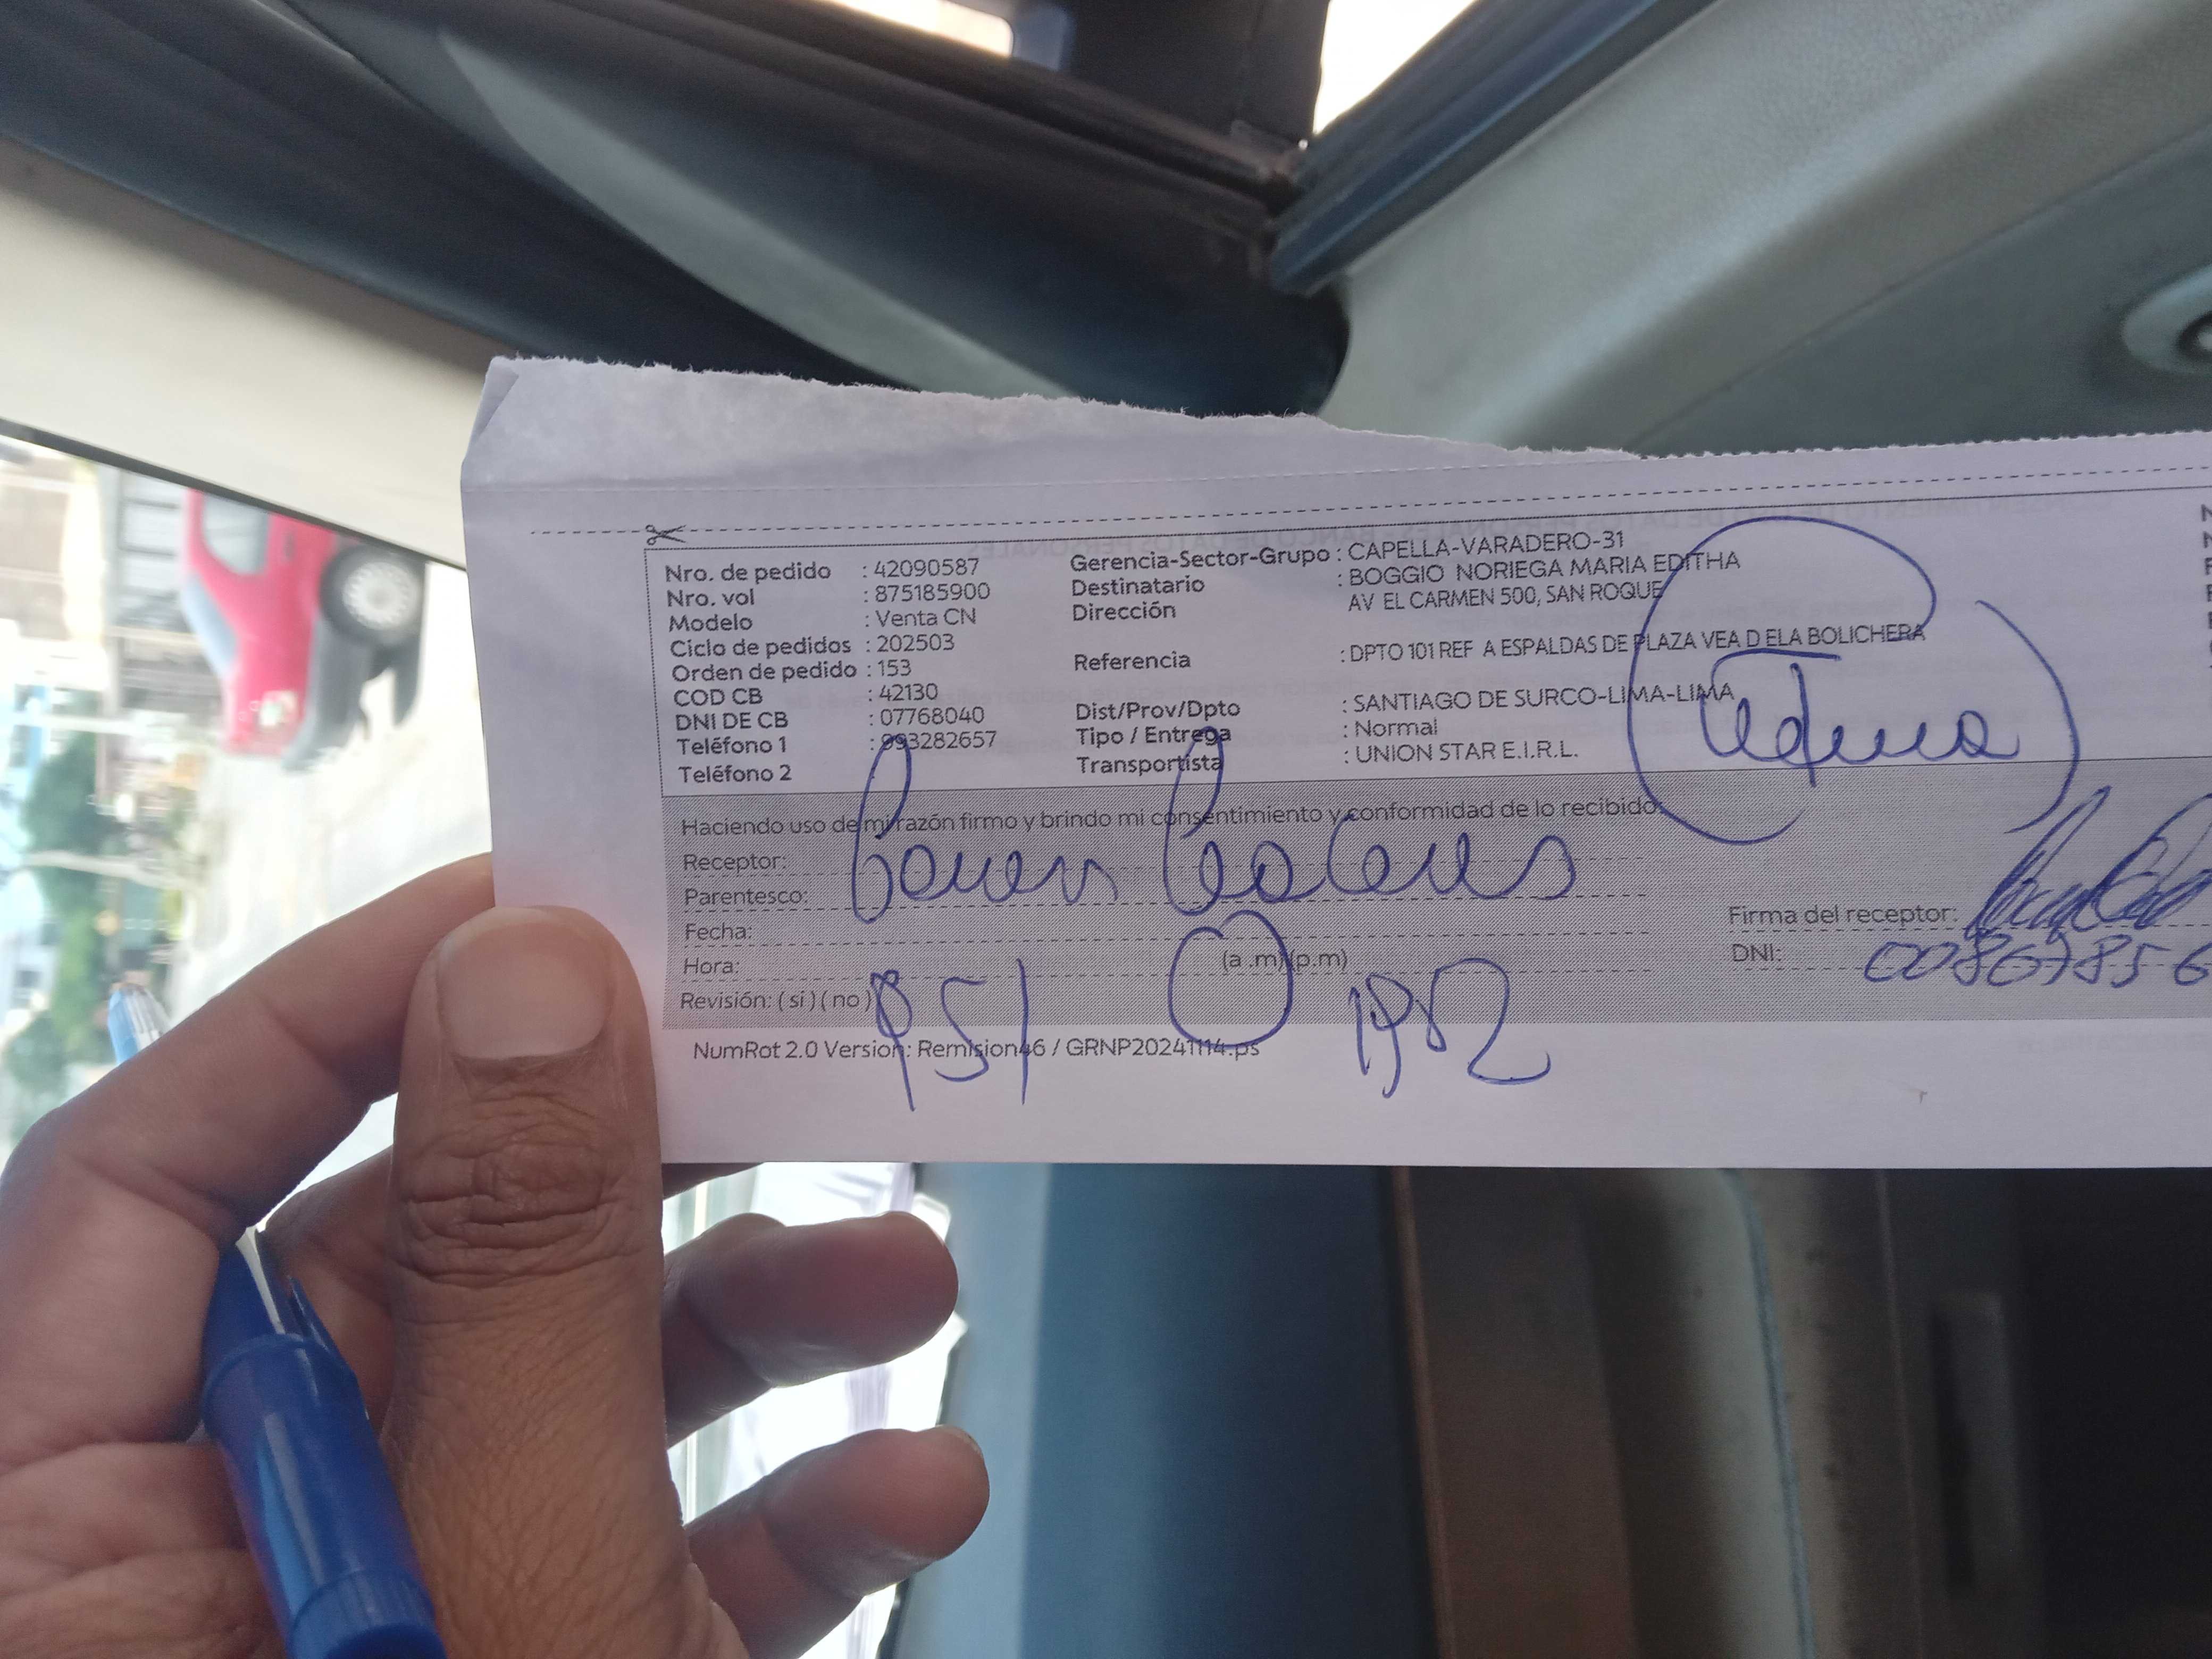 Nro. de pedido : 42090587
Nro. vol : 875185900
Modelo : Venta CN
Ciclo de pedidos : 202503
Orden de pedido : 153
COD CB : 42130
DNI DE CB : 07768040
Teléfono 1 : 993282657
Teléfono 2
Gerencia-Sector-Grupo : CAPELLA-VARADERO-31
Destinatario : BOGGIO NORIEGA MARIA EDITHA
Dirección AV EL CARMEN 500, SAN ROQUE
Referencia : DPTO 101 REF A ESPALDAS DE PLAZA VEA D ELA BOLICHERA
Dist/Prov/Dpto : SANTIAGO DE SURCO-LIMA-LIMA
Tipo / Entrega : Normal
Transportista : UNION STAR E.I.R.L.
Haciendo uso de mi razón firmo y brindo mi consentimiento y conformidad de lo recibido:
Receptor:
Parentesco:
Fecha:
Hora: (a .m)(p.m)
Revisión: ( si ) ( no )
Firma del receptor:
DNI: 00867856
951
NumRot 2.0 Version: Remision46 / GRNP20241114.ps